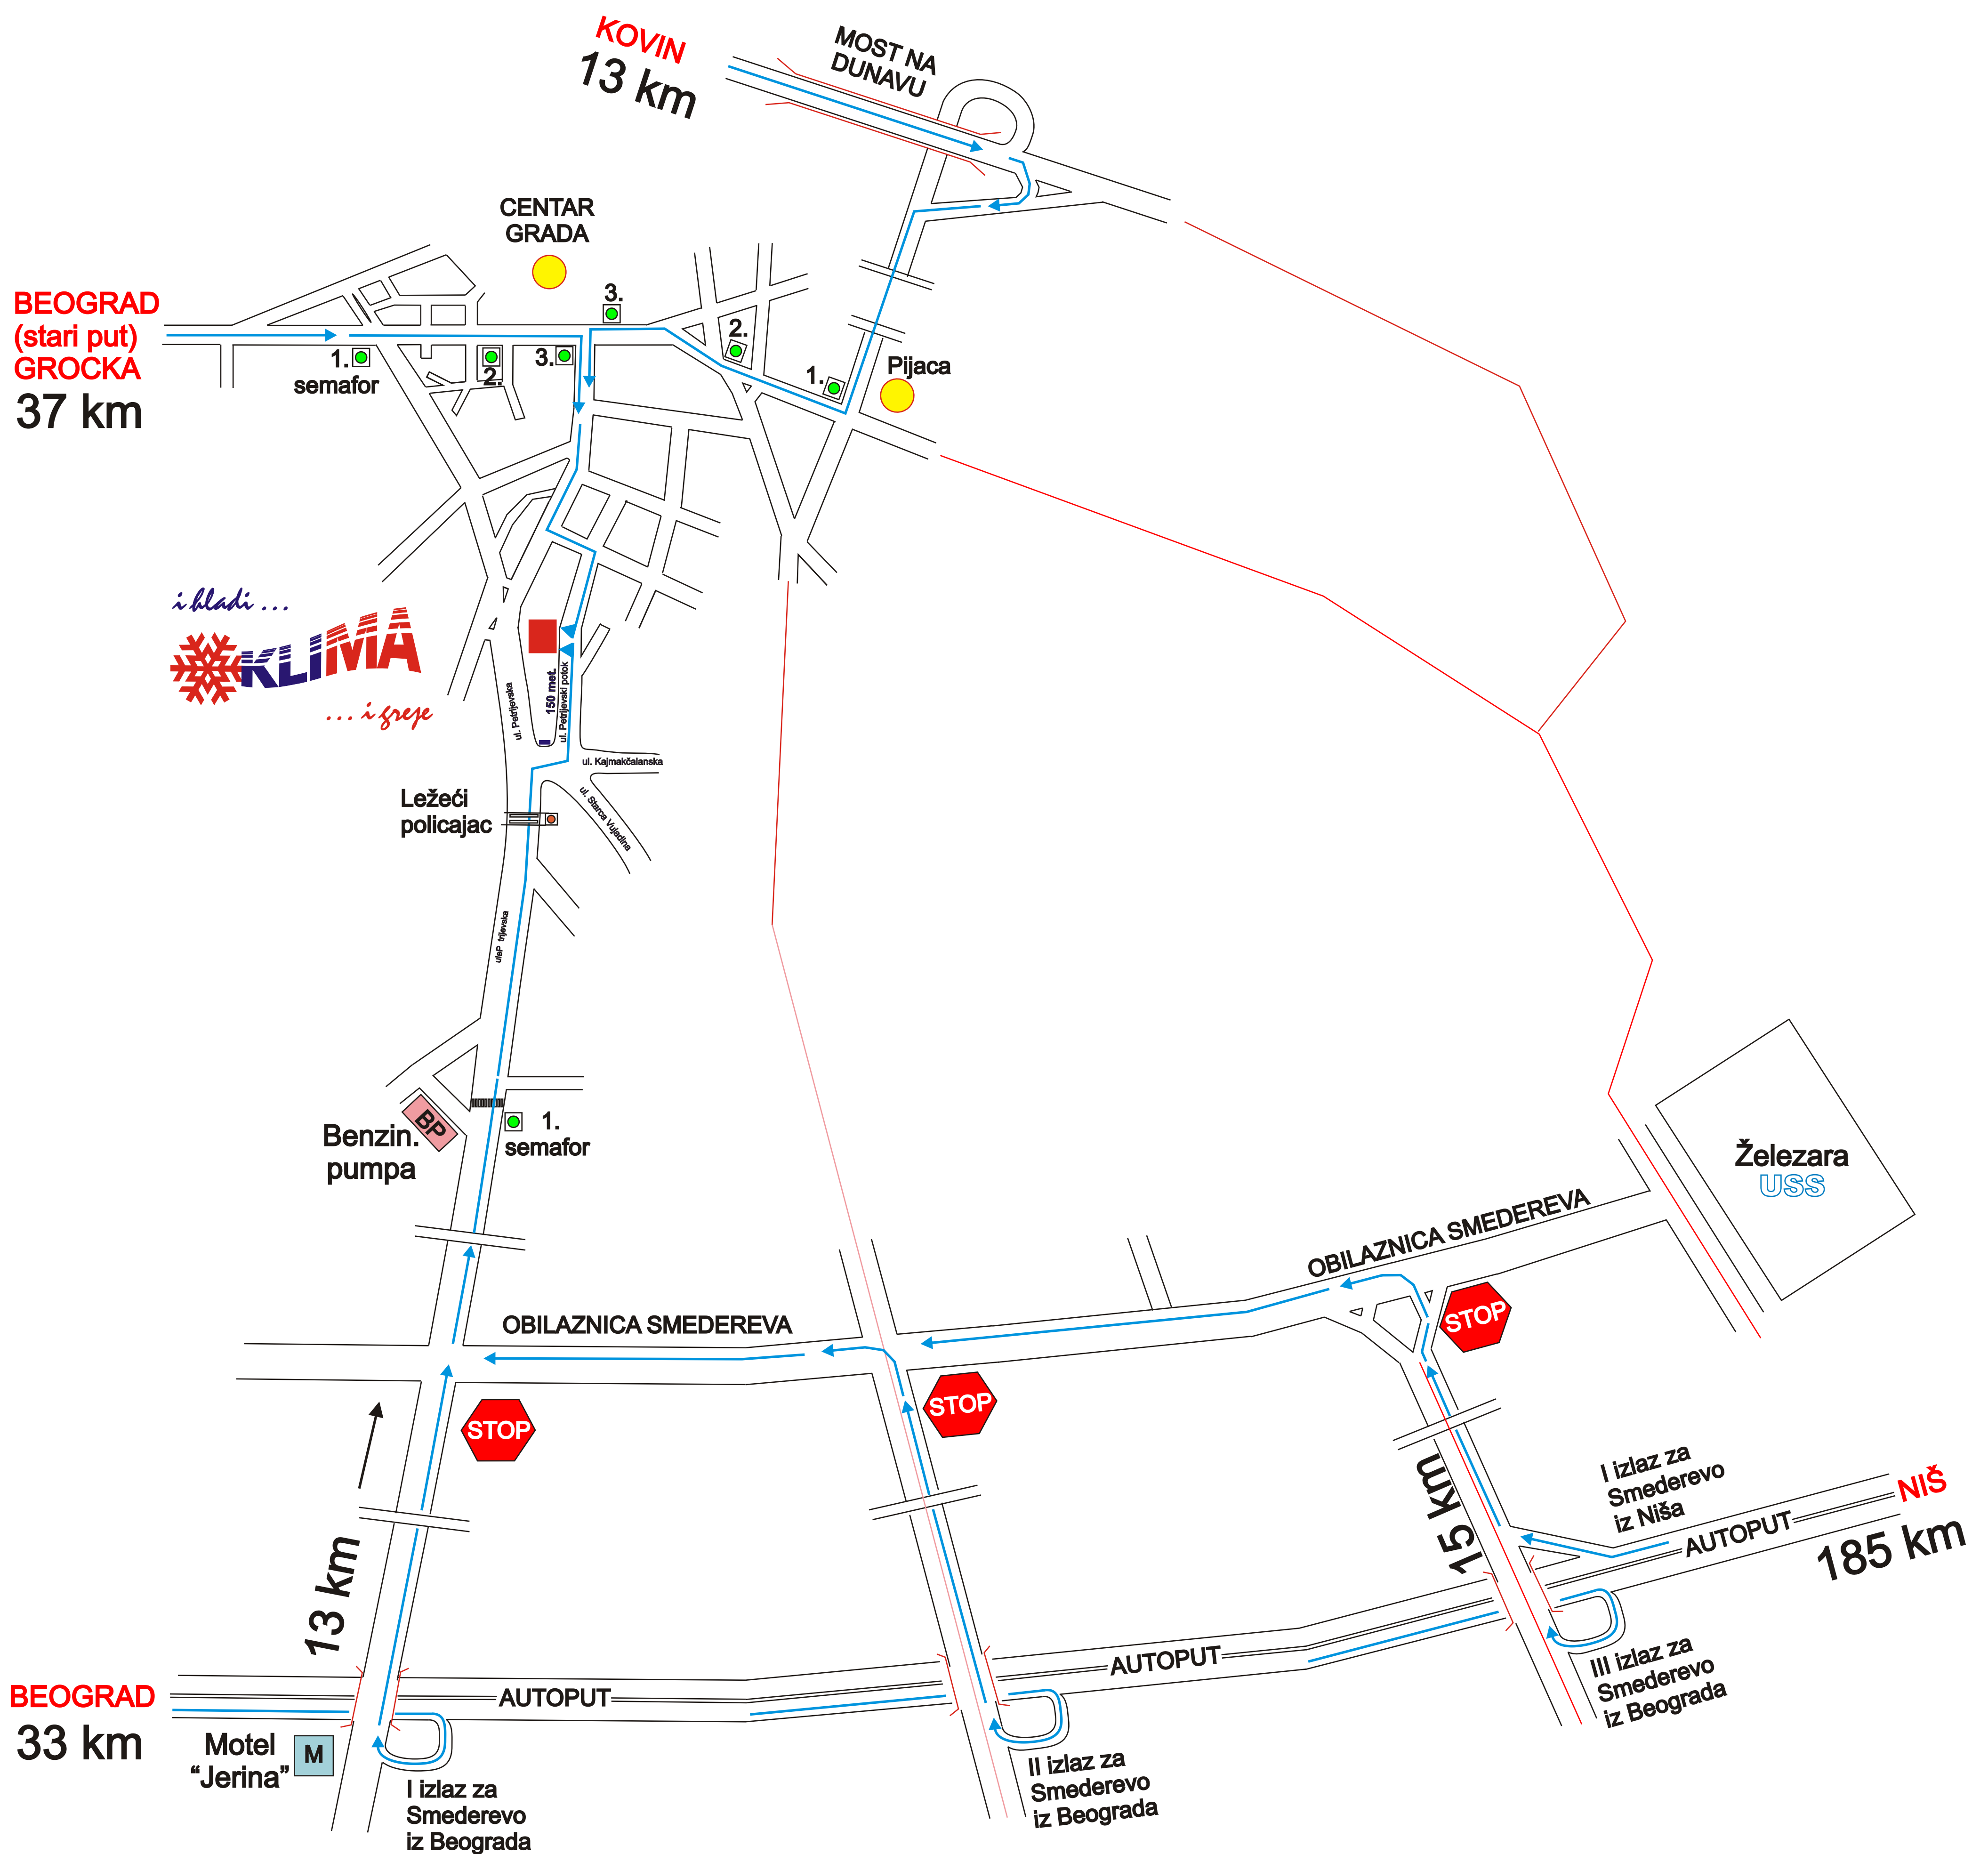 KOVIN
13 km
MOST NA
DUNAVU
CENTAR
GRADA
BEOGRAD
(stari put)
GROCKA
37 km
1.
semafor
2.
3.
3.
2.
1.
Pijaca
i hladi ...
KLIMA
... i greje
ul. Petrijevska
150 met.
ul. Petrijevski potok
ul. Kajmakčalanska
ul. Starca Vujadina
Ležeći
policajac
uleP trijevska
BP
Benzin.
pumpa
1.
semafor
Železara
USS
OBILAZNICA SMEDEREVA
OBILAZNICA SMEDEREVA
STOP
STOP
STOP
13 km
15 km
I izlaz za
Smederevo
iz Niša
NIŠ
185 km
AUTOPUT
AUTOPUT
AUTOPUT
BEOGRAD
33 km
Motel
“Jerina”
M
I izlaz za
Smederevo
iz Beograda
II izlaz za
Smederevo
iz Beograda
III izlaz za
Smederevo
iz Beograda